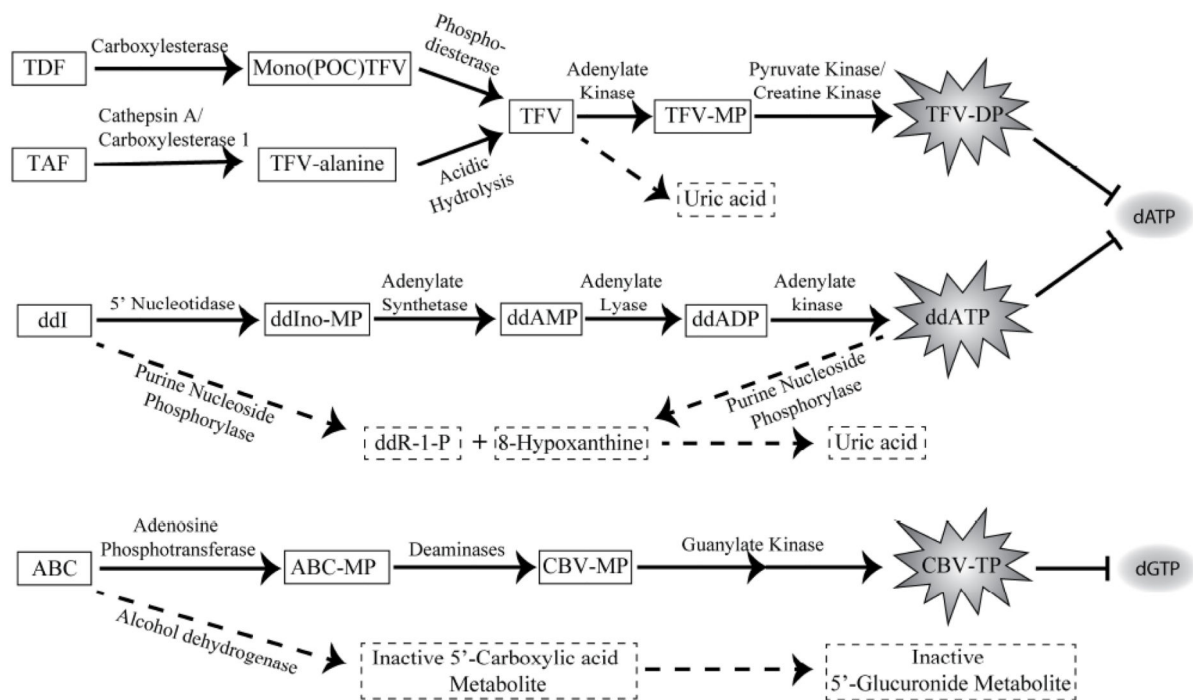 Carboxylesterase
Phospho-
diesterase
TDF
Mono(POC)TFV
Adenylate
Kinase
Pyruvate Kinase/
Creatine Kinase
TFV
TFV-MP
TFV-DP
Cathepsin A/
Carboxylesterase 1
TAF
TFV-alanine
Acidic
Hydrolysis
Uric acid
dATP
5' Nucleotidase
Adenylate
Synthetase
Adenylate
Lyase
Adenylate
kinase
ddI
ddIno-MP
ddAMP
ddADP
ddATP
Purine Nucleoside
Phosphorylase
Purine Nucleoside
Phosphorylase
ddR-1-P + 8-Hypoxanthine
Uric acid
Adenosine
Phosphotransferase
Deaminases
Guanylate Kinase
ABC
ABC-MP
CBV-MP
CBV-TP
dGTP
Alcohol dehydrogenase
Inactive 5'-Carboxylic acid
Metabolite
Inactive
5'-Glucuronide Metabolite